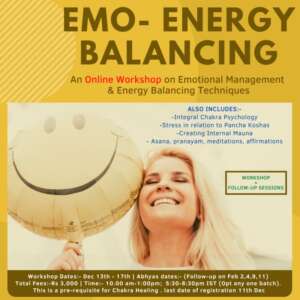 EMO- ENERGY
BALANCING
An Online Workshop on Emotional Management
& Energy Balancing Techniques
ALSO INCLUDES:-
-Integral Chakra Psychology
-Stress in relation to Pancha Koshas
-Creating Internal Mauna
- Asana, pranayam, meditations, affirmations
WORKSHOP
+
FOLLOW-UP SESSIONS
Workshop Dates:- Dec 13th - 17th | Abhyas dates:- (Follow-up on Feb 2,4,9,11)
Total Fees:-Rs 3,000 | Time:- 10.00 am-1:00pm; 5:30-8:30pm IST (Opt any one batch).
This is a pre-requisite for Chakra Healing . last date of registration 11th Dec